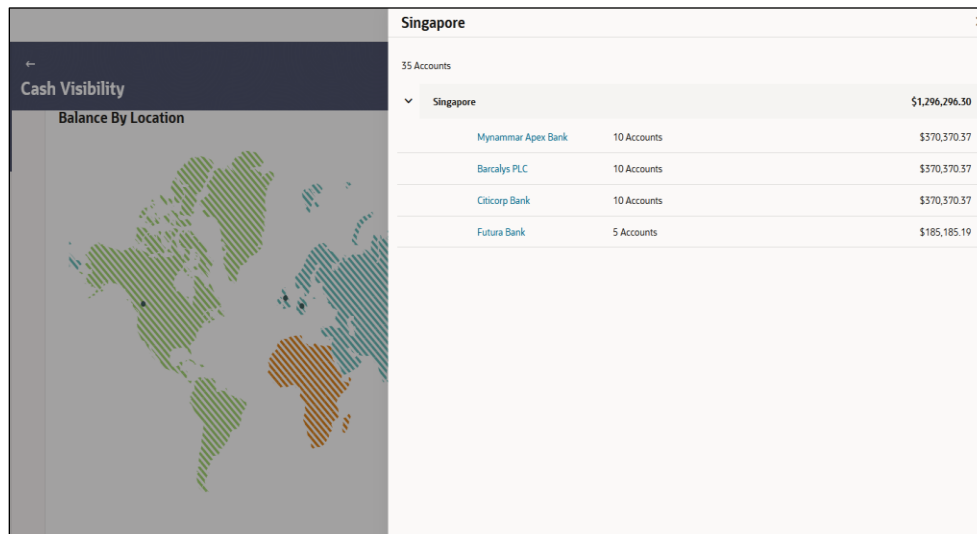 Singapore
35 Accounts
Singapore $1,296,296.30
Mynammar Apex Bank 10 Accounts $370,370.37
Barcalys PLC 10 Accounts $370,370.37
Citicorp Bank 10 Accounts $370,370.37
Futura Bank 5 Accounts $185,185.19
Cash Visibility
Balance By Location